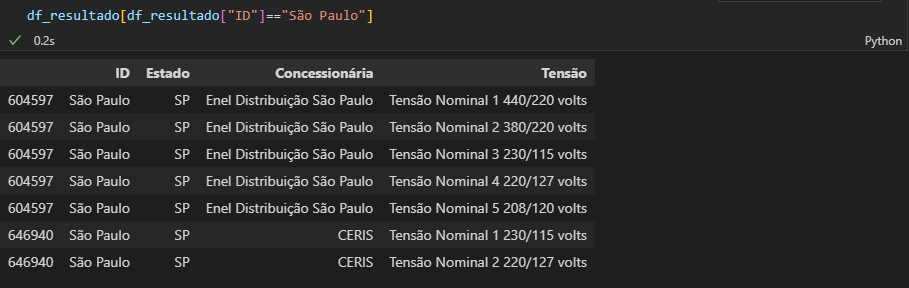 df_resultado[df_resultado["ID"]=="São Paulo"]
0.2s Python
ID Estado Concessionária Tensão
604597 São Paulo SP Enel Distribuição São Paulo Tensão Nominal 1 440/220 volts
604597 São Paulo SP Enel Distribuição São Paulo Tensão Nominal 2 380/220 volts
604597 São Paulo SP Enel Distribuição São Paulo Tensão Nominal 3 230/115 volts
604597 São Paulo SP Enel Distribuição São Paulo Tensão Nominal 4 220/127 volts
604597 São Paulo SP Enel Distribuição São Paulo Tensão Nominal 5 208/120 volts
646940 São Paulo SP CERIS Tensão Nominal 1 230/115 volts
646940 São Paulo SP CERIS Tensão Nominal 2 220/127 volts